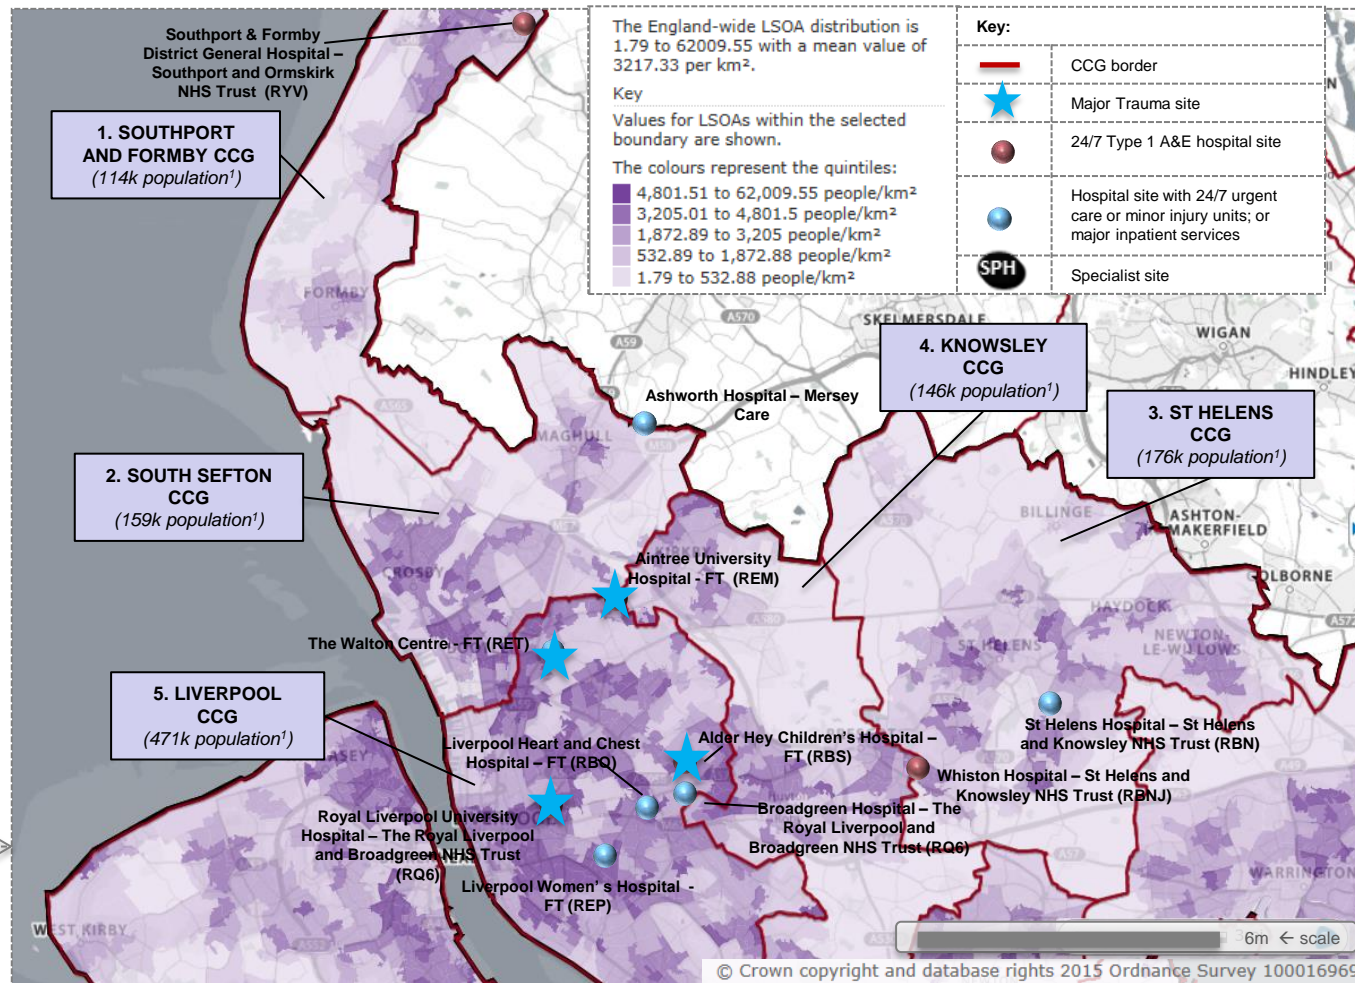 Southport & Formby
District General Hospital –
Southport and Ormskirk
NHS Trust (RYV)
1. SOUTHPORT
AND FORMBY CCG
(114k population¹)
The England-wide LSOA distribution is
1.79 to 62009.55 with a mean value of
3217.33 per km².
Key
Values for LSOAs within the selected
boundary are shown.
The colours represent the quintiles:
4,801.51 to 62,009.55 people/km²
3,205.01 to 4,801.5 people/km²
1,872.89 to 3,205 people/km²
532.89 to 1,872.88 people/km²
1.79 to 532.88 people/km²
Key:
CCG border
Major Trauma site
24/7 Type 1 A&E hospital site
Hospital site with 24/7 urgent
care or minor injury units; or
major inpatient services
SPH
Specialist site
FORMBY
A570
A59
SKELMERSDALE
WIGAN
HINDLEY
4. KNOWSLEY
CCG
(146k population¹)
3. ST HELENS
CCG
(176k population¹)
Ashworth Hospital – Mersey
Care
A565
MAGHULL
M58
2. SOUTH SEFTON
CCG
(159k population¹)
A570
BILLINGE
ASHTON-
MAKERFIELD
M57
CROSBY
Aintree University
Hospital - FT (REM)
OLBORNE
HAYDOCK
A580
A572
The Walton Centre - FT (RET)
ST HELENS
NEWTON-
LE-WILLOWS
5. LIVERPOOL
CCG
(471k population¹)
St Helens Hospital – St Helens
and Knowsley NHS Trust (RBN)
Liverpool Heart and Chest
Hospital – FT (RBQ)
Alder Hey Children's Hospital –
FT (RBS)
ASEY
A49
Whiston Hospital – St Helens and
Knowsley NHS Trust (RBNJ)
Royal Liverpool University
Hospital – The Royal Liverpool
and Broadgreen NHS Trust
(RQ6)
Broadgreen Hospital – The
Royal Liverpool and
Broadgreen NHS Trust (RQ6)
A57
WARRINGTON
Liverpool Women' s Hospital -
FT (REP)
WEST KIRBY
A552
6m ← scale
© Crown copyright and database rights 2015 Ordnance Survey 100016969